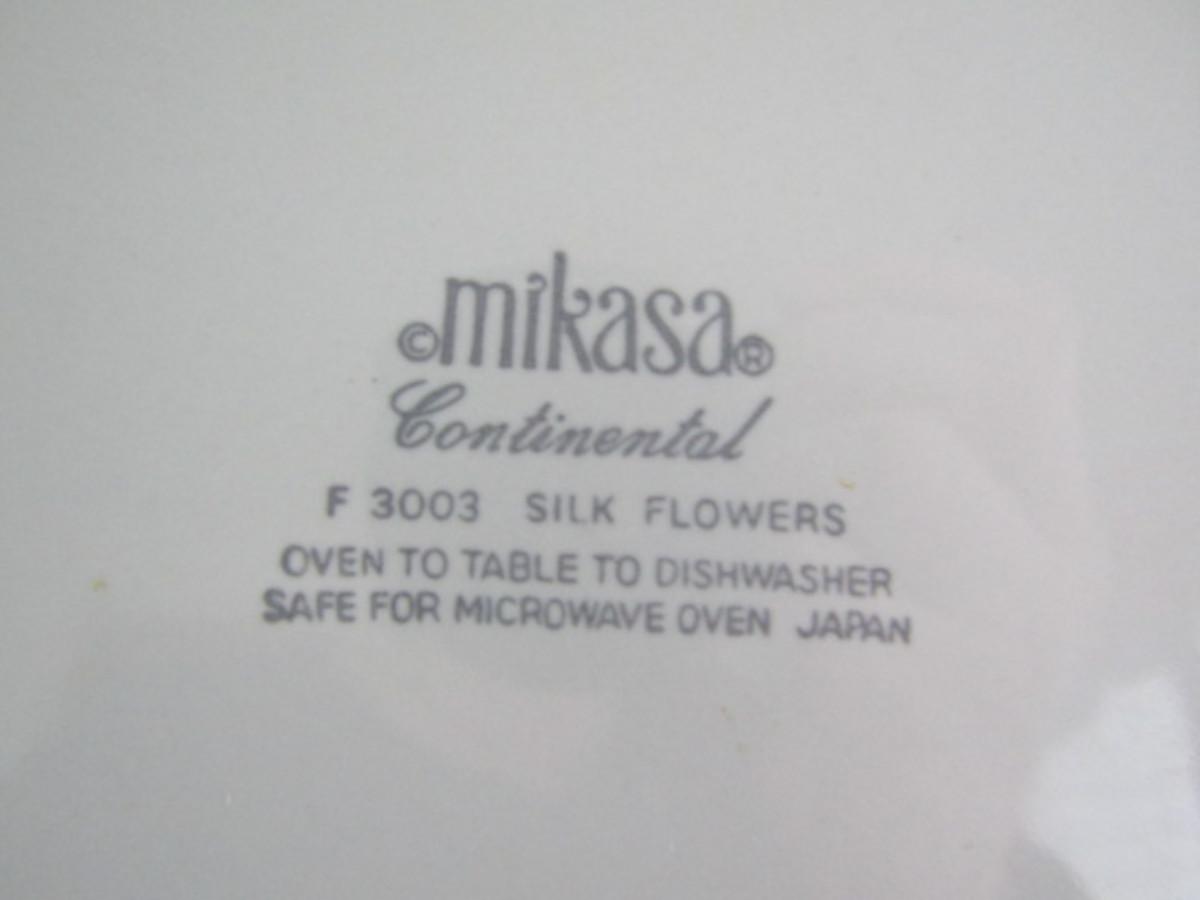 ©mikasa®
Continental
F 3003 SILK FLOWERS
OVEN TO TABLE TO DISHWASHER
SAFE FOR MICROWAVE OVEN JAPAN